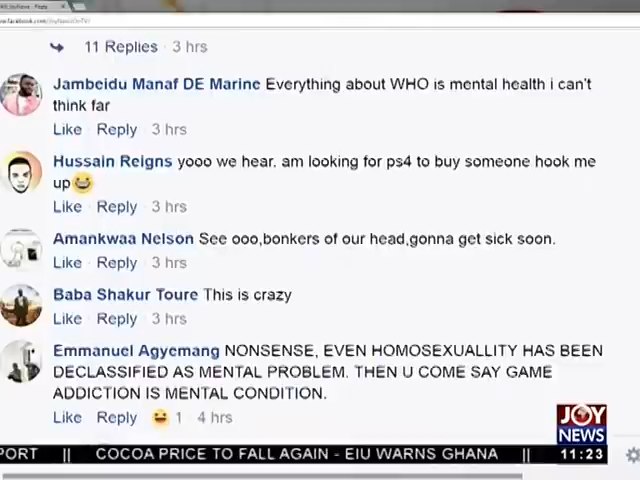 11 Replies · 3 hrs
Jambeidu Manaf DE Marine Everything about WHO is mental health i can't
think far
Like · Reply · 3 hrs
Hussain Reigns yooo we hear. am looking for ps4 to buy someone hook me
up😂
Like · Reply · 3 hrs
Amankwaa Nelson See ooo,bonkers of our head,gonna get sick soon.
Like · Reply · 3 hrs
Baba Shakur Toure This is crazy
Like · Reply · 3 hrs
Emmanuel Agyemang NONSENSE, EVEN HOMOSEXUALLITY HAS BEEN
DECLASSIFIED AS MENTAL PROBLEM. THEN U COME SAY GAME
ADDICTION IS MENTAL CONDITION.
Like · Reply · 😆 1 · 4 hrs
JOY
NEWS
PORT || COCOA PRICE TO FALL AGAIN - EIU WARNS GHANA || 11:23